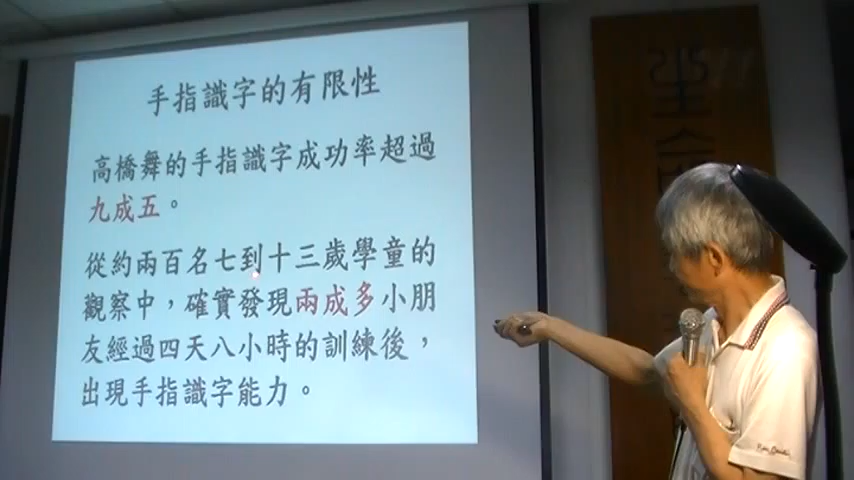 手指識字的有限性
高橋舞的手指識字成功率超過
九成五。
從約兩百名七到十三歲學童的
觀察中，確實發現兩成多小朋
友經過四天八小時的訓練後，
出現手指識字能力。